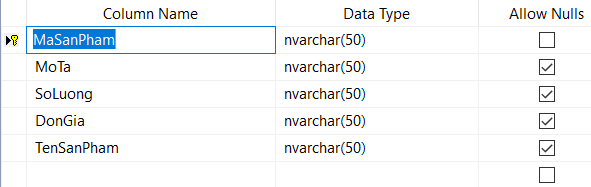 Column Name Data Type Allow Nulls
MaSanPham nvarchar(50)
MoTa nvarchar(50)
SoLuong nvarchar(50)
DonGia nvarchar(50)
TenSanPham nvarchar(50)